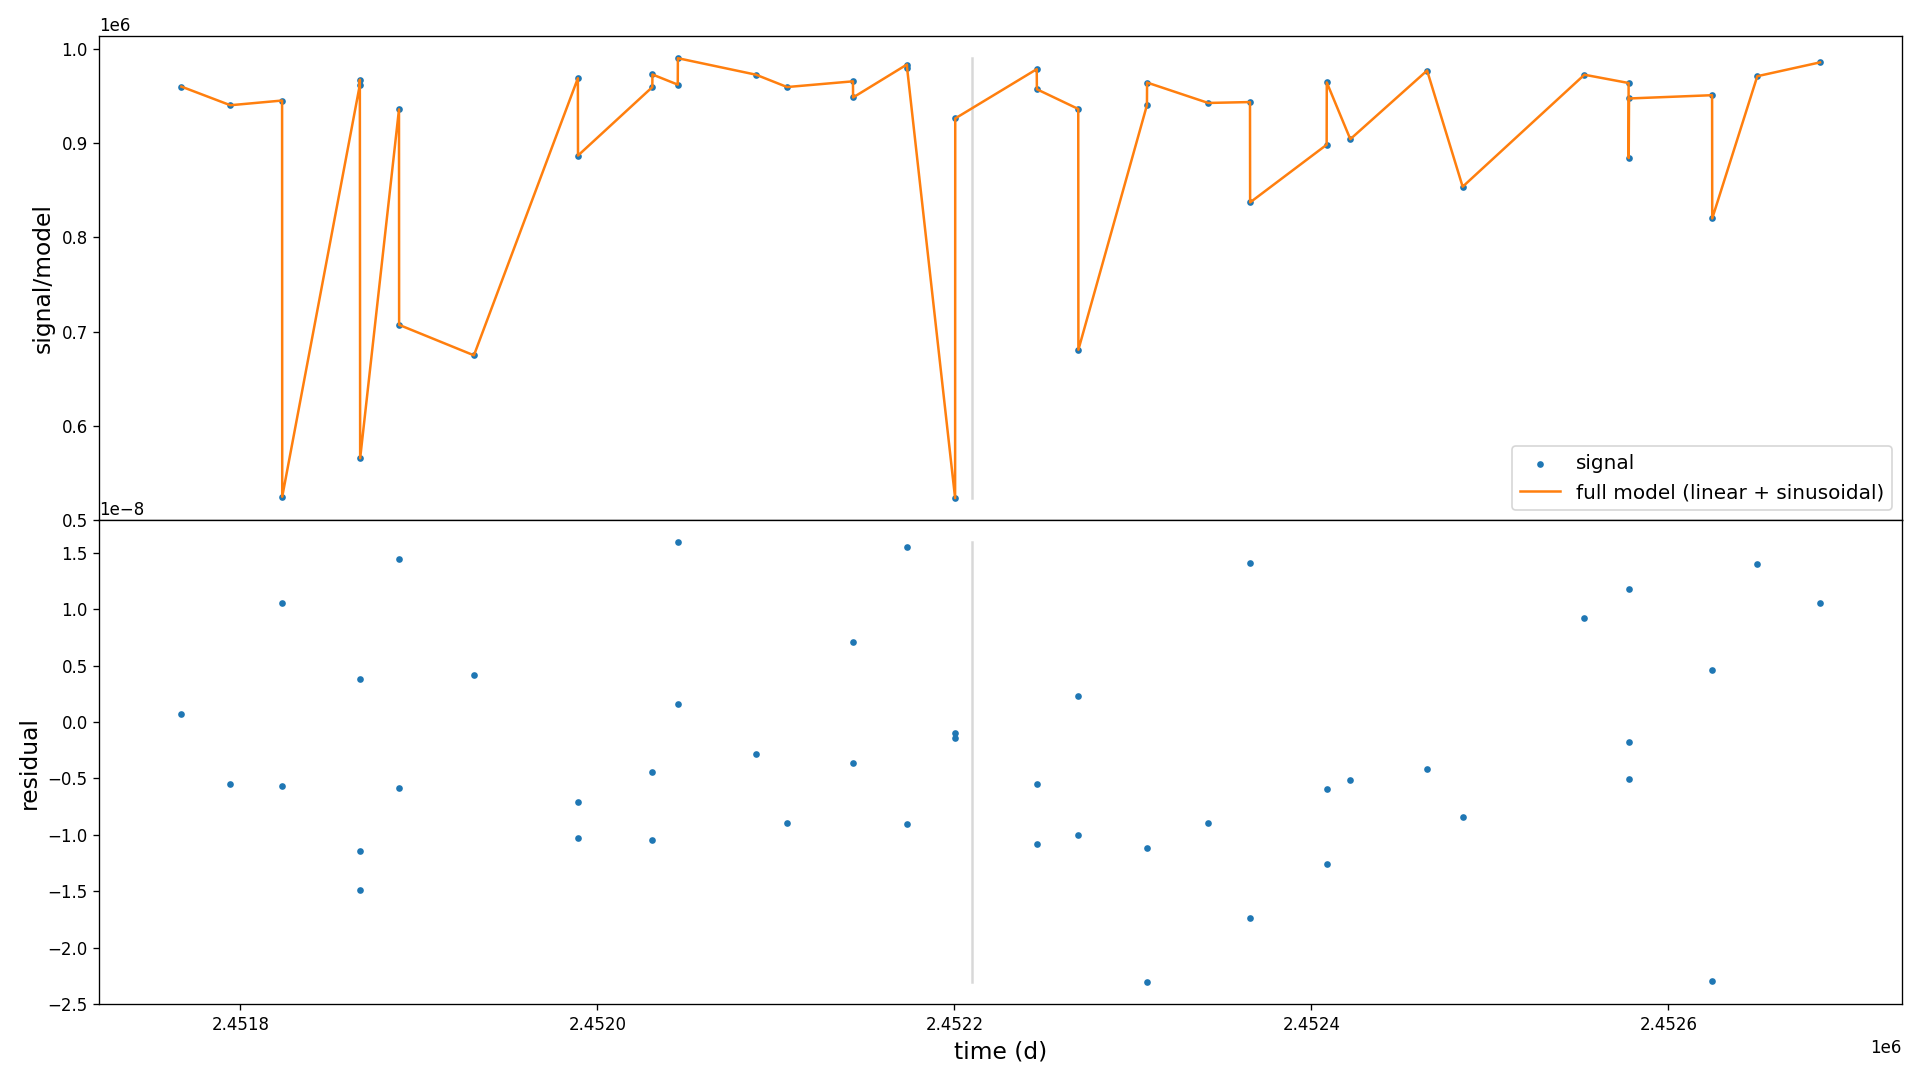 1e6
1.0
0.9
0.8
0.7
0.6
0.5
signal/model
signal
full model (linear + sinusoidal)
1e−8
1.5
1.0
0.5
0.0
−0.5
−1.0
−1.5
−2.0
−2.5
residual
2.4518
2.4520
2.4522
2.4524
2.4526
1e6
time (d)